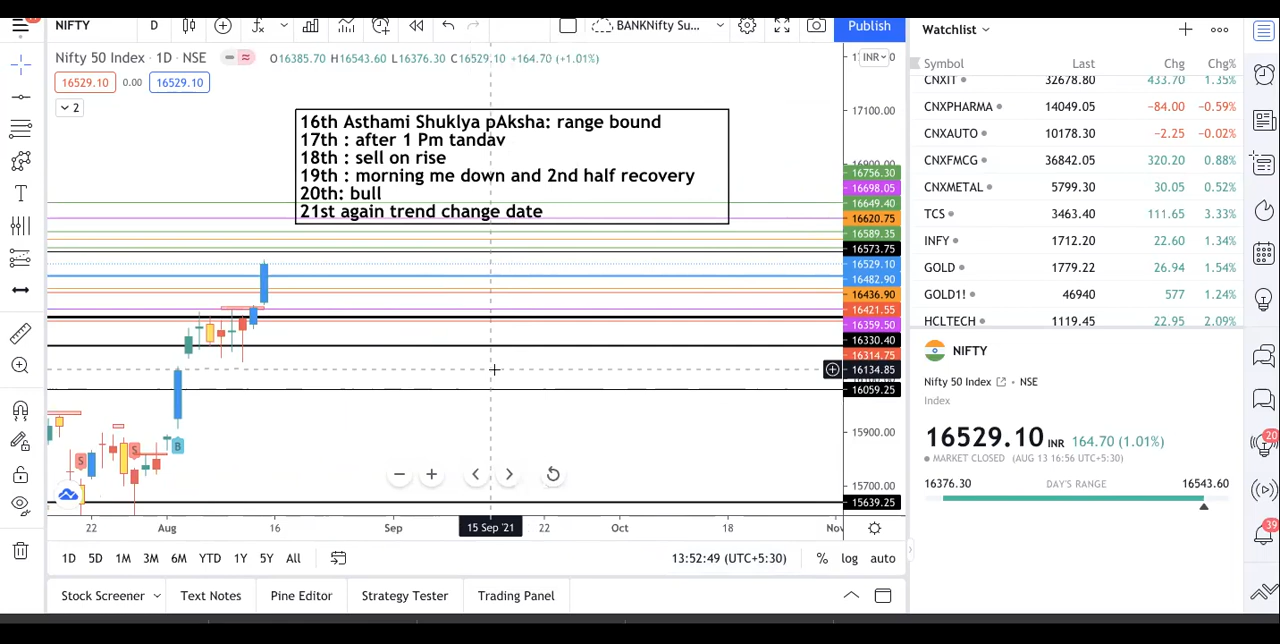 NIFTY D BANKNifty Su... Publish
Watchlist
Nifty 50 Index · 1D · NSE O16385.70 H16543.60 L16376.30 C16529.10 +164.70 (+1.01%)
INR
16529.10 0.00 16529.10
2
16th Asthami Shuklya pAksha: range bound
17th : after 1 Pm tandav
18th : sell on rise
19th : morning me down and 2nd half recovery
20th: bull
21st again trend change date
17100.00
16900.00
16756.30
16698.05
16649.40
16620.75
16589.35
16573.75
16529.10
16482.90
16436.90
16421.55
16359.50
16330.40
16314.75
16134.85
16059.25
15900.00
15700.00
15639.25
S
S
B
22 Aug 16 Sep 15 Sep '21 22 Oct 18 Nov
1D 5D 1M 3M 6M YTD 1Y 5Y All 13:52:49 (UTC+5:30) % log auto
Stock Screener Text Notes Pine Editor Strategy Tester Trading Panel
Symbol Last Chg Chg%
CNXIT 32678.80 433.70 1.35%
CNXPHARMA 14049.05 −84.00 −0.59%
CNXAUTO 10178.30 −2.25 −0.02%
CNXFMCG 36842.05 320.20 0.88%
CNXMETAL 5799.30 30.05 0.52%
TCS 3463.40 111.65 3.33%
INFY 1712.20 22.60 1.34%
GOLD 1779.22 26.94 1.54%
GOLD1! 46940 577 1.24%
HCLTECH 1119.45 22.95 2.09%
NIFTY
Nifty 50 Index · NSE
Index
16529.10 INR 164.70 (1.01%)
MARKET CLOSED (AUG 13 16:56 UTC+5:30)
16376.30 DAY'S RANGE 16543.60
20
39